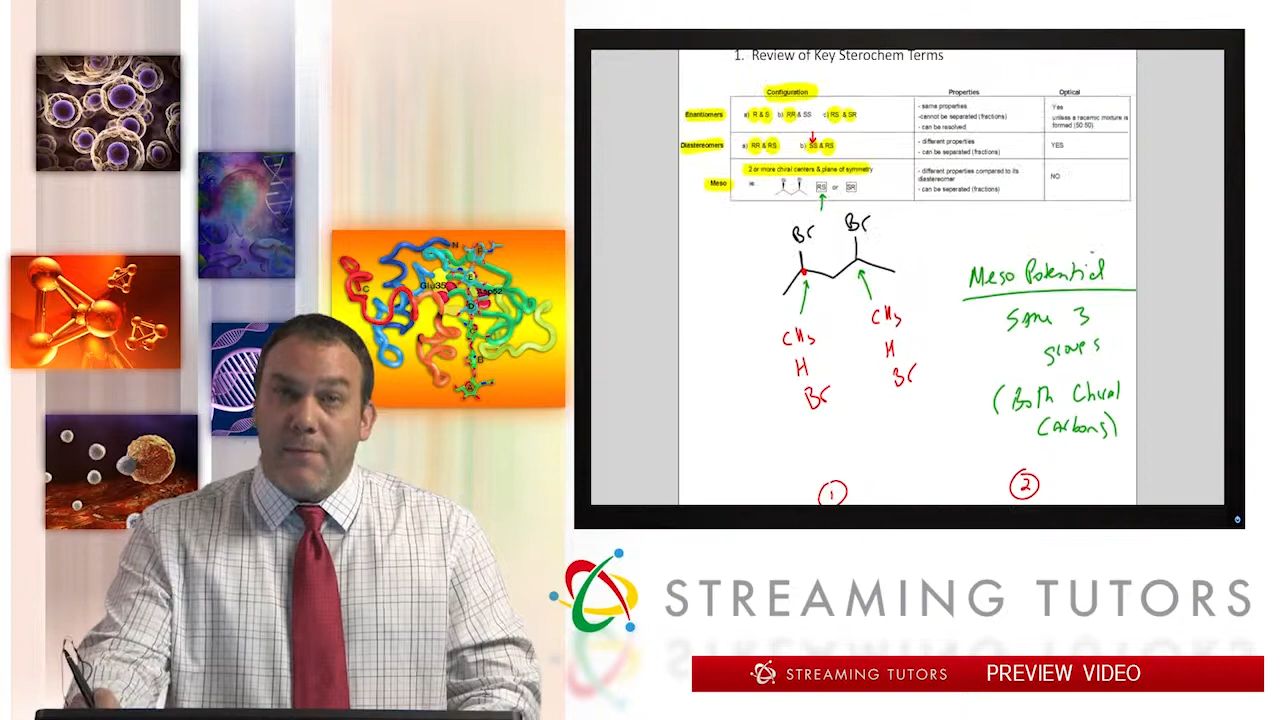 1. Review of Key Sterochem Terms
Configuration Properties Optical
Enantiomers a) R & S b) RR & SS c) RS & SR
- same properties
-cannot be separated (fractions)
- can be resolved
Yes
unless a racemic mixture is
formed (50:50)
Diastereomers a) RR & RS b) SS & RS
- different properties
- can be separated (fractions)
YES
Meso
2 or more chiral centers & plane of symmetry
ie. RS or SR
- different properties compared to its
diastereomer
- can be seperated (fractions)
NO
Br Br
CH3 CH3
H H
Br Br
Meso Potential
Same 3
groups
(Both Chiral
Carbons)
1 2
N
C
Glu35
Asp52
F
E
D
B
A
STREAMING TUTORS
STREAMING TUTORS PREVIEW VIDEO